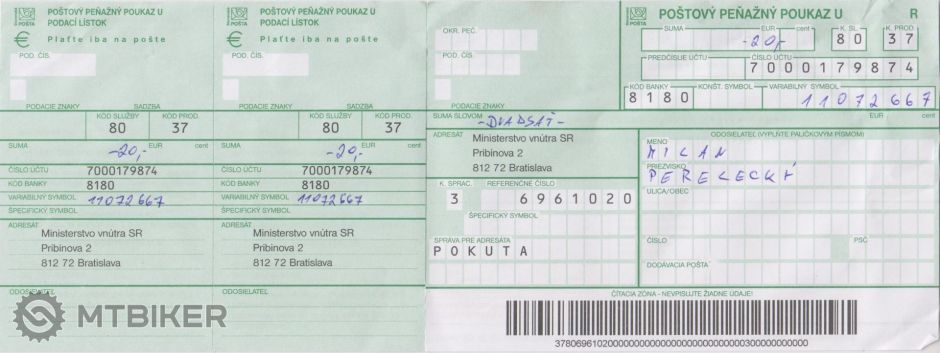 POŠTA
POŠTOVÝ PEŇAŽNÝ POUKAZ U
PODACÍ LÍSTOK
€ Plaťte iba na pošte
POD. ČÍS.
PODACIE ZNAKY SADZBA
KÓD SLUŽBY KÓD PROD.
80 37
SUMA EUR cent
-20,-
ČÍSLO ÚČTU 7000179874
KÓD BANKY 8180
VARIABILNÝ SYMBOL 11072667
ŠPECIFICKÝ SYMBOL
ADRESÁT
Ministerstvo vnútra SR
Pribinova 2
812 72 Bratislava
ODOSIELATEĽ
MTBIKER
POŠTA
POŠTOVÝ PEŇAŽNÝ POUKAZ U
PODACÍ LÍSTOK
€ Plaťte iba na pošte
POD. ČÍS.
PODACIE ZNAKY SADZBA
KÓD SLUŽBY KÓD PROD.
80 37
SUMA EUR cent
-20,-
ČÍSLO ÚČTU 7000179874
KÓD BANKY 8180
VARIABILNÝ SYMBOL 11072667
ŠPECIFICKÝ SYMBOL
ADRESÁT
Ministerstvo vnútra SR
Pribinova 2
812 72 Bratislava
ODOSIELATEĽ
OKR. PEČ.
POD. ČÍS.
PODACIE ZNAKY
POŠTA
POŠTOVÝ PEŇAŽNÝ POUKAZ U R
SUMA EUR cent K. SL. K. PROD.
-20,- 80 37
PREDČÍSLIE ÚČTU ČÍSLO ÚČTU
7000179874
KÓD BANKY KONŠT. SYMBOL VARIABILNÝ SYMBOL
8180 11072667
SUMA SLOVOM -DVADSAŤ-
ADRESÁT
Ministerstvo vnútra SR
Pribinova 2
812 72 Bratislava
K. SPRAC. REFERENČNÉ ČÍSLO
3 6961020
ŠPECIFICKÝ SYMBOL
SPRÁVA PRE ADRESÁTA
POKUTA
ODOSIELATEĽ (VYPLŇTE PALIČKOVÝM PÍSMOM)
MENO
MILAN
PRIEZVISKO
PERELECKÝ
ULICA/OBEC
ČÍSLO PSČ
DODÁVACIA POŠTA
ČÍTACIA ZÓNA - NEVPISUJTE ŽIADNE ÚDAJE!